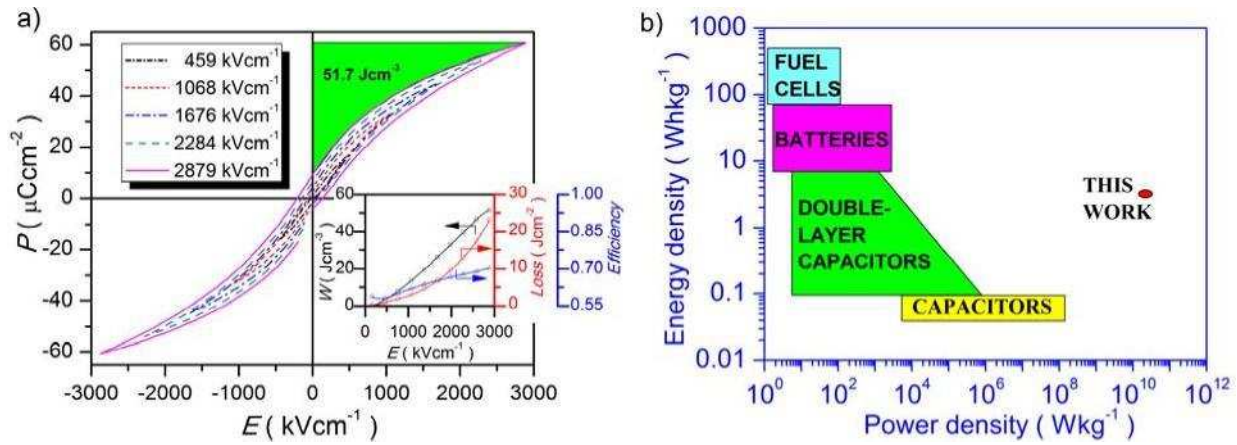 a)
P ( μCcm⁻² )
60
40
20
0
-20
-40
-60
459 kVcm⁻¹
1068 kVcm⁻¹
1676 kVcm⁻¹
2284 kVcm⁻¹
2879 kVcm⁻¹
51.7 Jcm⁻³
W ( Jcm⁻³ )
60
40
20
0
0 1000 2000 3000
E ( kVcm⁻¹ )
30
20
10
0
Loss ( Jcm⁻² )
1.00
0.85
0.70
0.55
Efficiency
-3000 -2000 -1000 0 1000 2000 3000
E ( kVcm⁻¹ )
b)
Energy density ( Whkg⁻¹ )
1000
100
10
1
0.1
0.01
FUEL
CELLS
BATTERIES
DOUBLE-
LAYER
CAPACITORS
CAPACITORS
THIS
WORK
10⁰ 10² 10⁴ 10⁶ 10⁸ 10¹⁰ 10¹²
Power density ( Wkg⁻¹ )